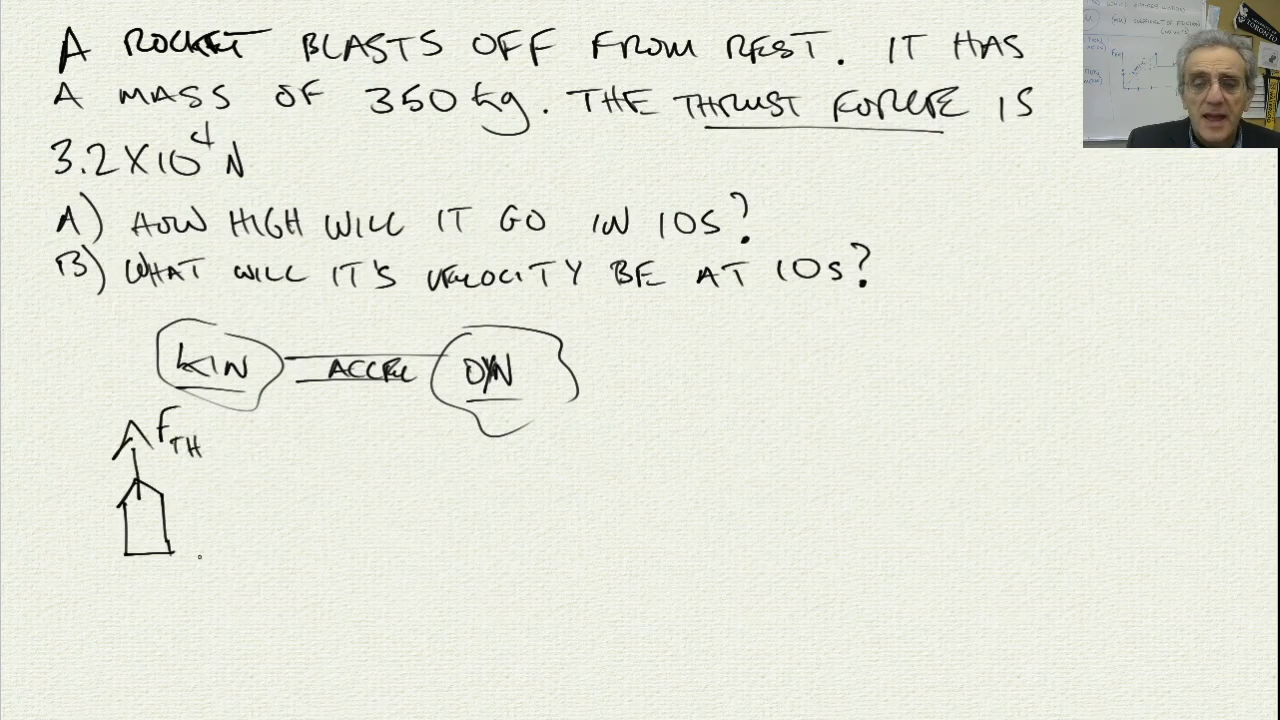 A ROCKET BLASTS OFF FROM REST. IT HAS
A MASS OF 350 kg. THE THRUST FORCE IS
3.2X10⁴ N
A) HOW HIGH WILL IT GO IN 10s?
B) WHAT WILL IT'S VELOCITY BE AT 10s?
KIN ACCEL DYN
F_TH